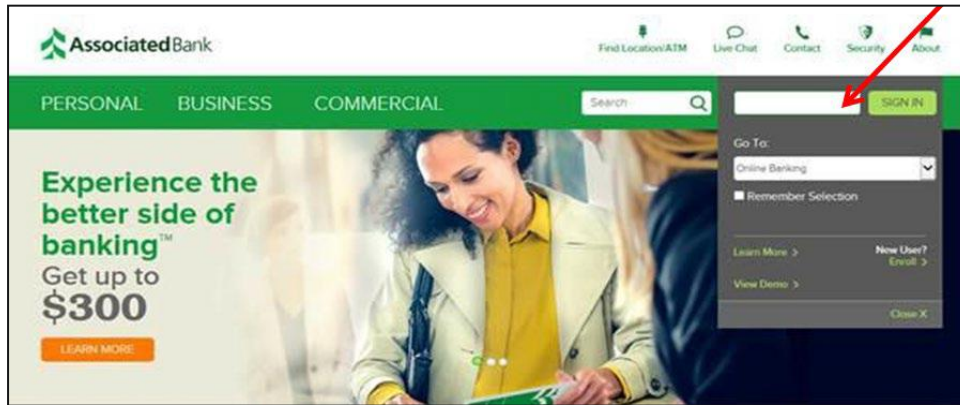 AssociatedBank
Find Location/ATM
Live Chat
Contact
Security
About
PERSONAL
BUSINESS
COMMERCIAL
Search
SIGN IN
Go To:
Online Banking
Remember Selection
Learn More >
New User?
Enroll >
View Demo >
Close X
Experience the
better side of
banking™
Get up to
$300
LEARN MORE